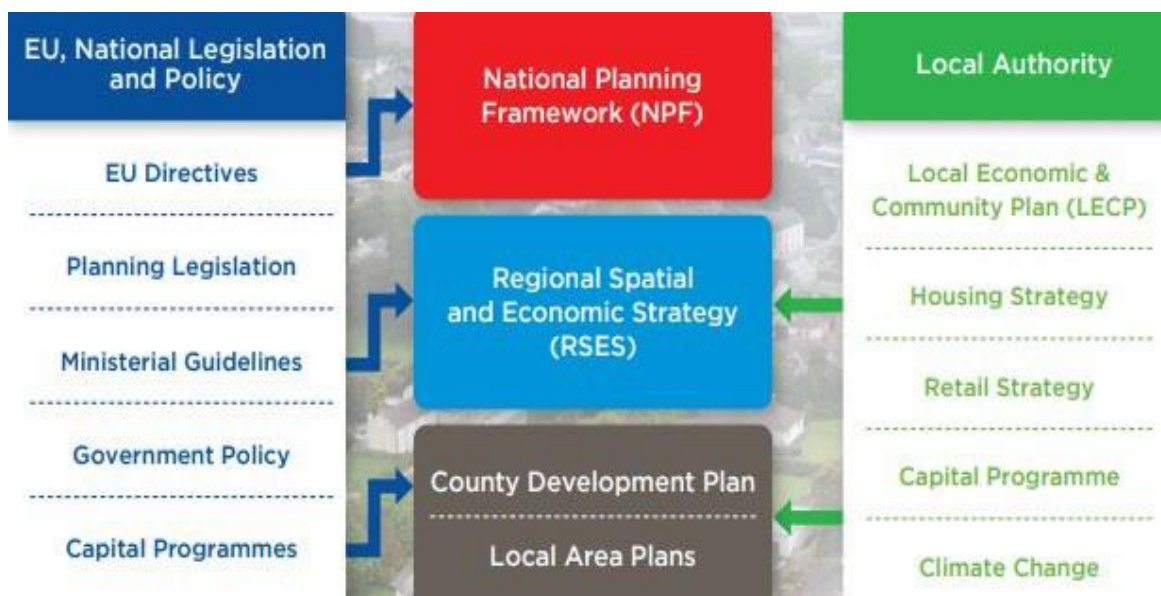 EU, National Legislation
and Policy
EU Directives
Planning Legislation
Ministerial Guidelines
Government Policy
Capital Programmes
National Planning
Framework (NPF)
Regional Spatial
and Economic Strategy
(RSES)
County Development Plan
Local Area Plans
Local Authority
Local Economic &
Community Plan (LECP)
Housing Strategy
Retail Strategy
Capital Programme
Climate Change